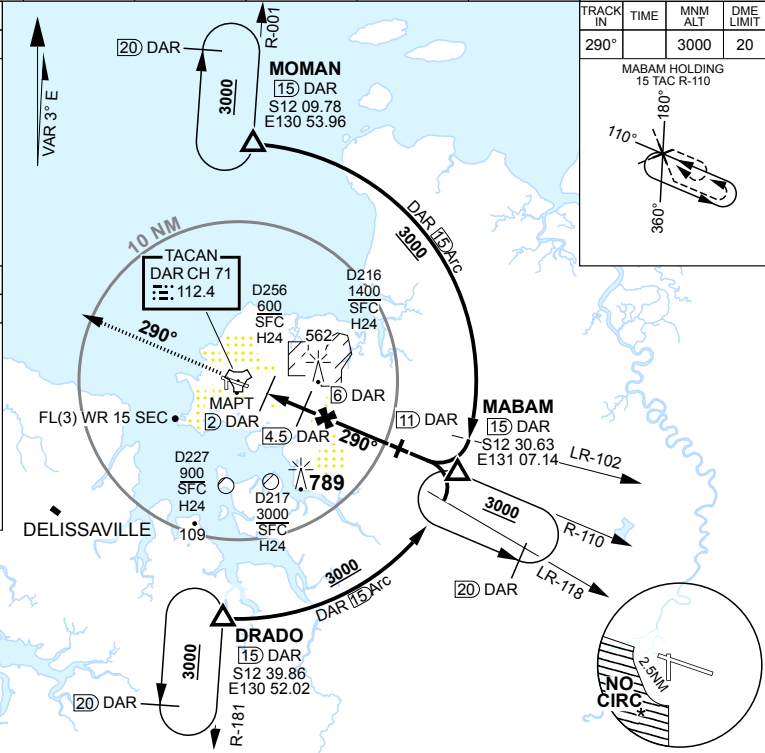 TRACK IN
TIME
MNM ALT
DME LIMIT
290°
3000
20
MABAM HOLDING
15 TAC R-110
180°
110°
360°
VAR 3° E
20 DAR
R-001
3000
MOMAN
15 DAR
S12 09.78
E130 53.96
DAR 15 Arc
3000
10 NM
TACAN
DAR CH 71
112.4
D256
600
SFC
H24
D216
1400
SFC
H24
562
290°
MAPT
2 DAR
6 DAR
4.5 DAR
290°
11 DAR
MABAM
15 DAR
S12 30.63
E131 07.14
LR-102
FL(3) WR 15 SEC
D227
900
SFC
H24
D217
3000
SFC
H24
789
109
DELISSAVILLE
3000
R-110
LR-118
20 DAR
3000
DAR 15 Arc
DRADO
15 DAR
S12 39.86
E130 52.02
3000
20 DAR
R-181
2.5NM
NO
CIRC
*